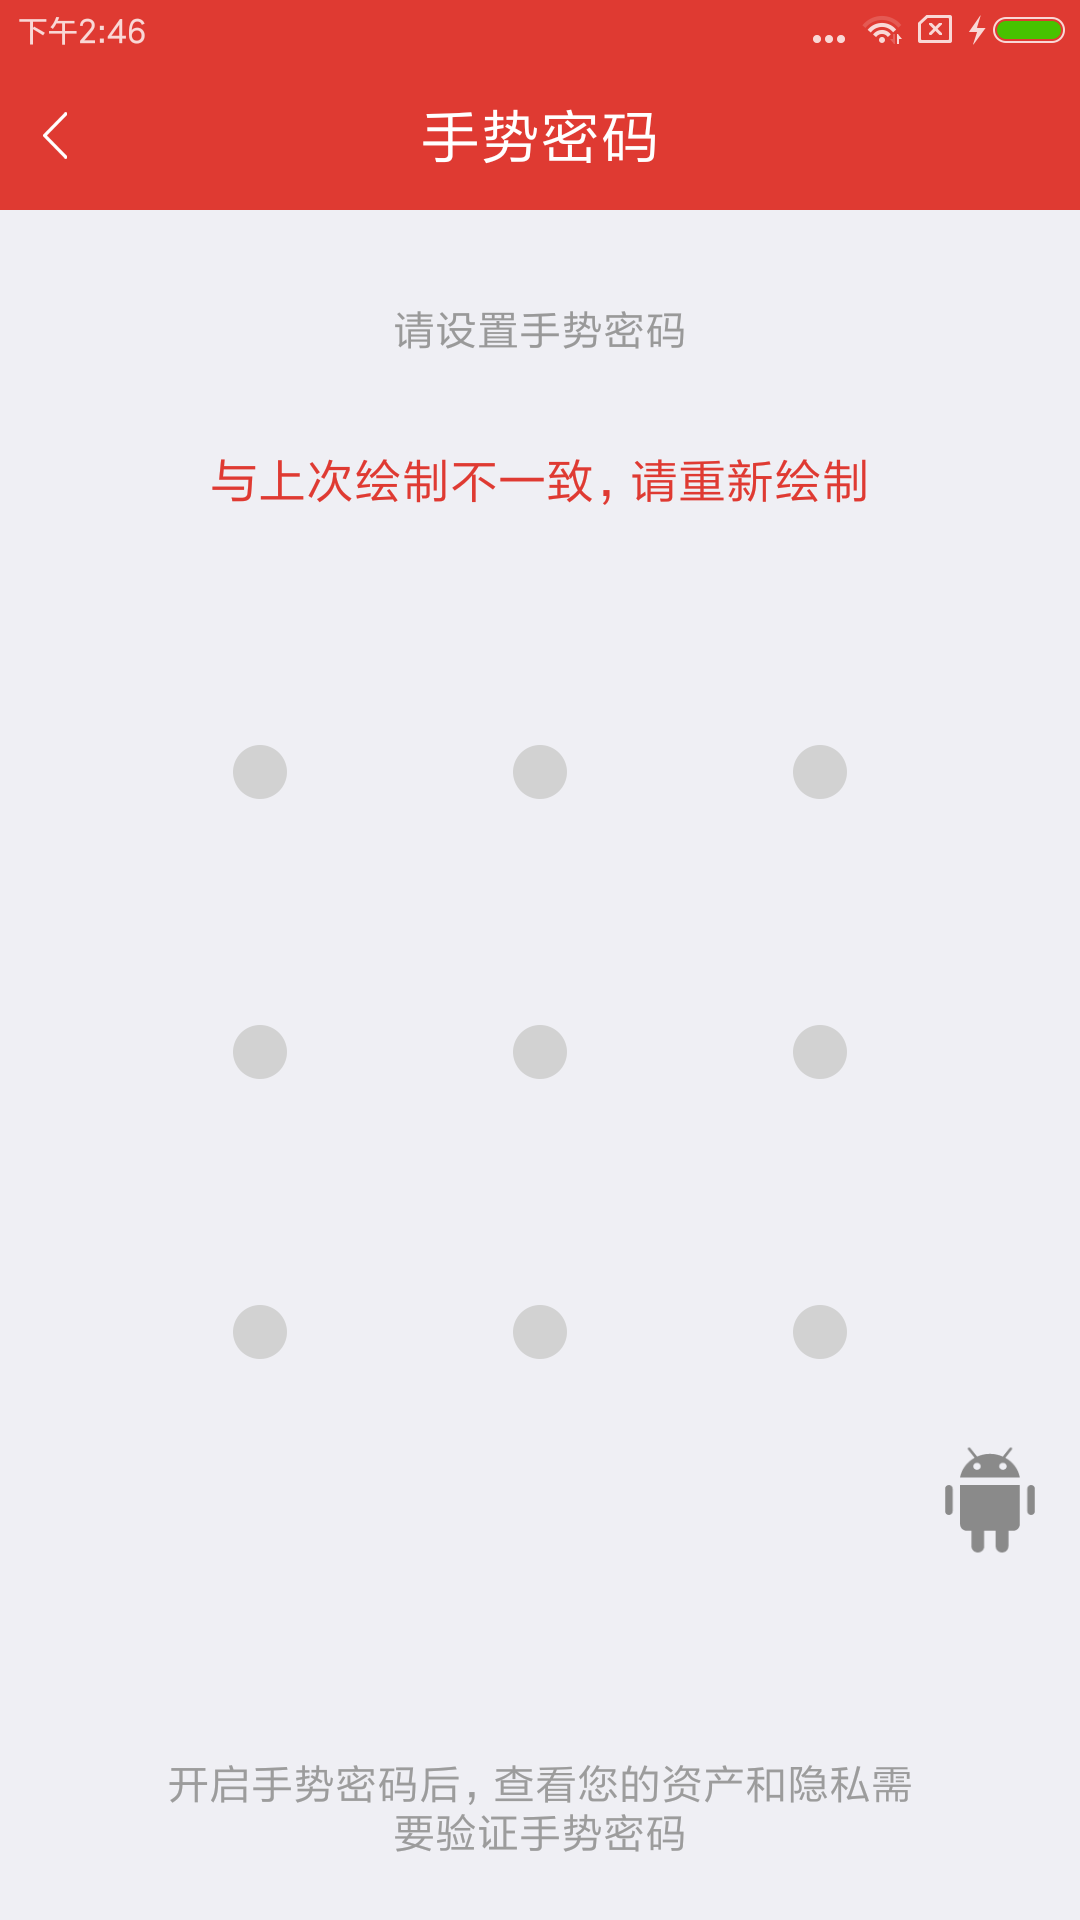 下午2:46
手势密码
请设置手势密码
与上次绘制不一致，请重新绘制
开启手势密码后，查看您的资产和隐私需
要验证手势密码